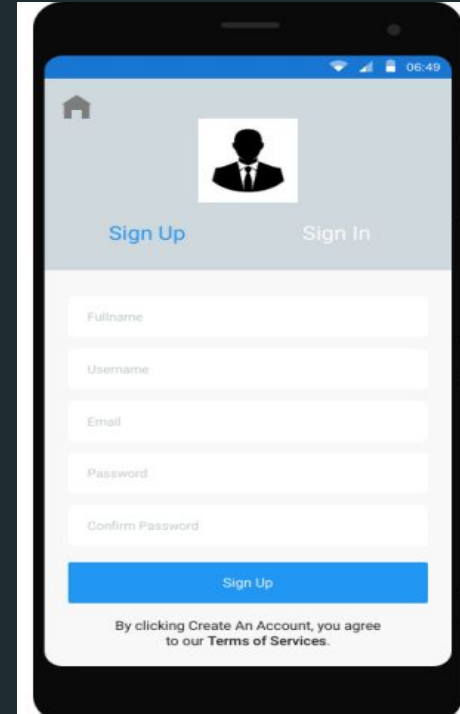 06:49
Sign Up Sign In
Fullname
Username
Email
Password
Confirm Password
Sign Up
By clicking Create An Account, you agree
to our Terms of Services.